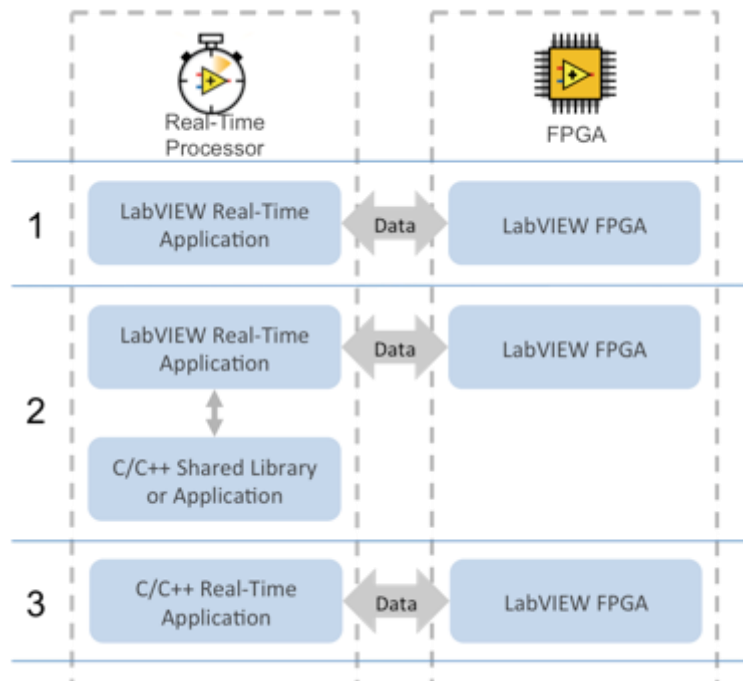 Real-Time
Processor
FPGA
1
LabVIEW Real-Time
Application
Data
LabVIEW FPGA
2
LabVIEW Real-Time
Application
Data
LabVIEW FPGA
C/C++ Shared Library
or Application
3
C/C++ Real-Time
Application
Data
LabVIEW FPGA